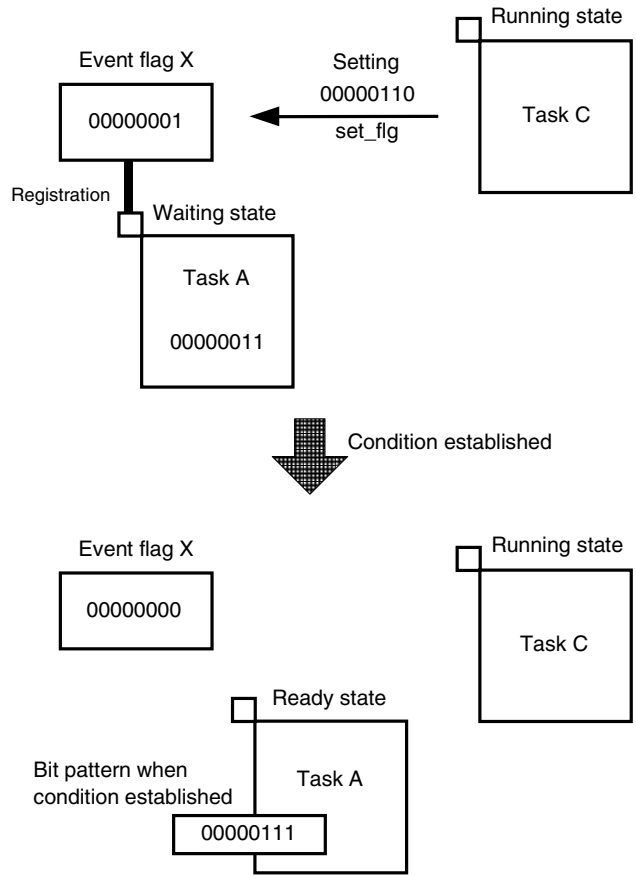 Running state
Event flag X
Setting
00000110
00000001
Task C
set_flg
Registration
Waiting state
Task A
00000011
Condition established
Event flag X
Running state
00000000
Task C
Ready state
Bit pattern when
condition established
Task A
00000111